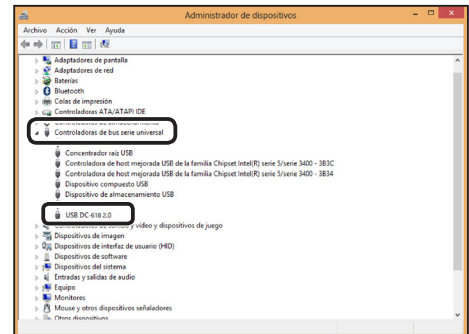 Administrador de dispositivos
Archivo Acción Ver Ayuda
Adaptadores de pantalla
Adaptadores de red
Baterías
Bluetooth
Colas de impresión
Controladoras ATA/ATAPI IDE
Controladoras de almacenamiento
Controladoras de bus serie universal
Concentrador raíz USB
Controladora de host mejorada USB de la familia Chipset Intel(R) serie 5/serie 3400 - 3B3C
Controladora de host mejorada USB de la familia Chipset Intel(R) serie 5/serie 3400 - 3B34
Dispositivo compuesto USB
Dispositivo de almacenamiento USB
USB DC-618 2.0
Controladoras de sonido y vídeo y dispositivos de juego
Dispositivos de imagen
Dispositivos de interfaz de usuario (HID)
Dispositivos de software
Dispositivos del sistema
Entradas y salidas de audio
Equipo
Monitores
Mouse y otros dispositivos señaladores
Otros dispositivos